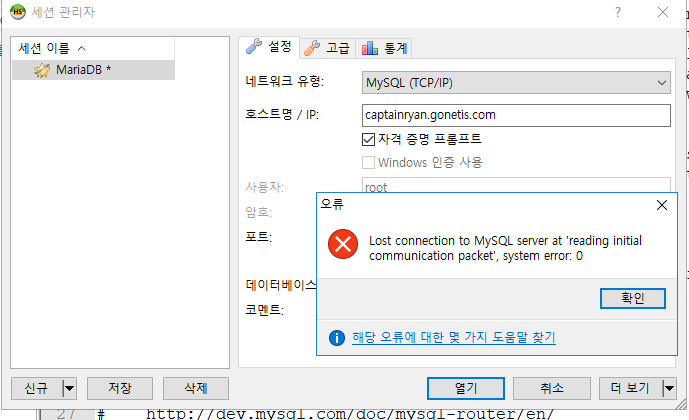 HS 세션 관리자
세션 이름
MariaDB *
설정 고급 통계
네트워크 유형:
MySQL (TCP/IP)
호스트명 / IP:
captainryan.gonetis.com
자격 증명 프롬프트
Windows 인증 사용
사용자:
root
암호:
포트:
데이터베이스
코멘트:
오류
Lost connection to MySQL server at 'reading initial
communication packet', system error: 0
확인
해당 오류에 대한 몇 가지 도움말 찾기
신규 저장 삭제 열기 취소 더 보기
27 # http://dev.mysql.com/doc/mysql-router/en/